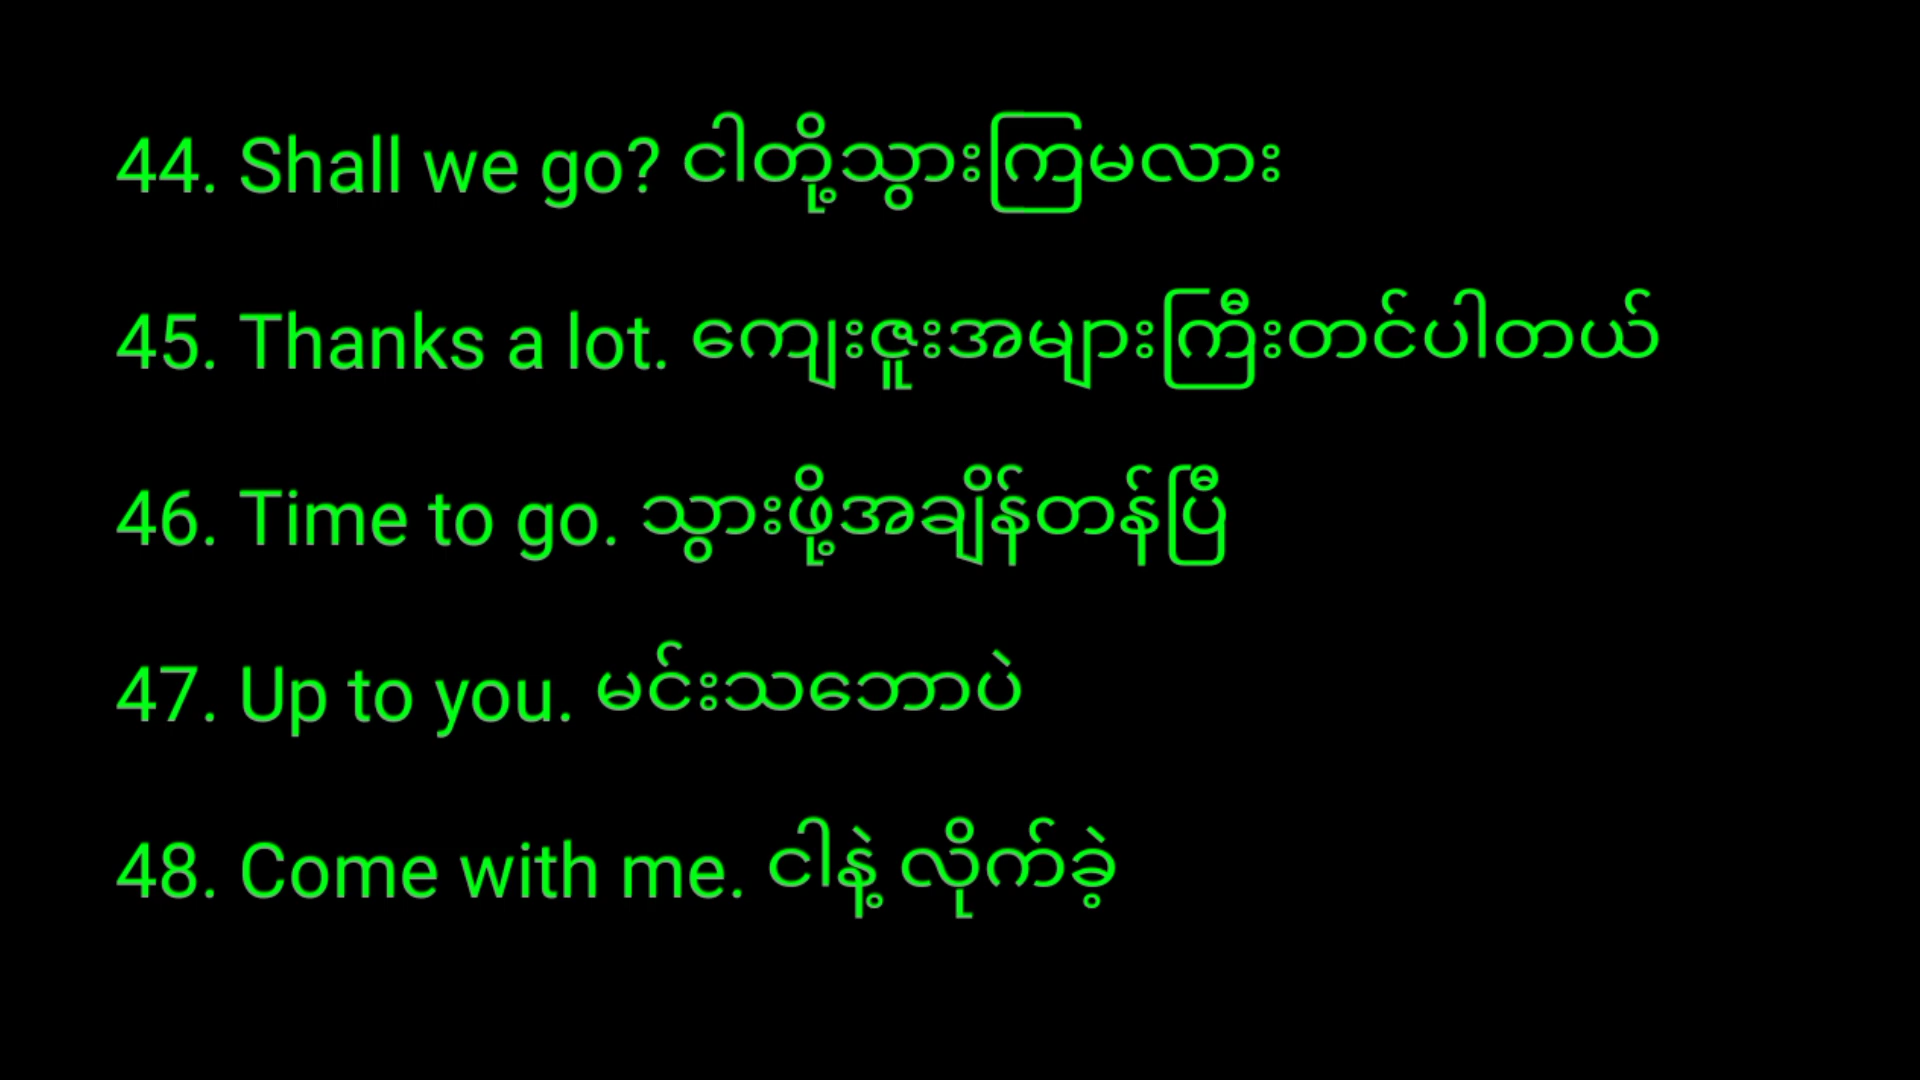 44. Shall we go? ငါတို့သွားကြမလား
45. Thanks a lot. ကျေးဇူးအများကြီးတင်ပါတယ်
46. Time to go. သွားဖို့အချိန်တန်ပြီ
47. Up to you. မင်းသဘောပဲ
48. Come with me. ငါနဲ့ လိုက်ခဲ့